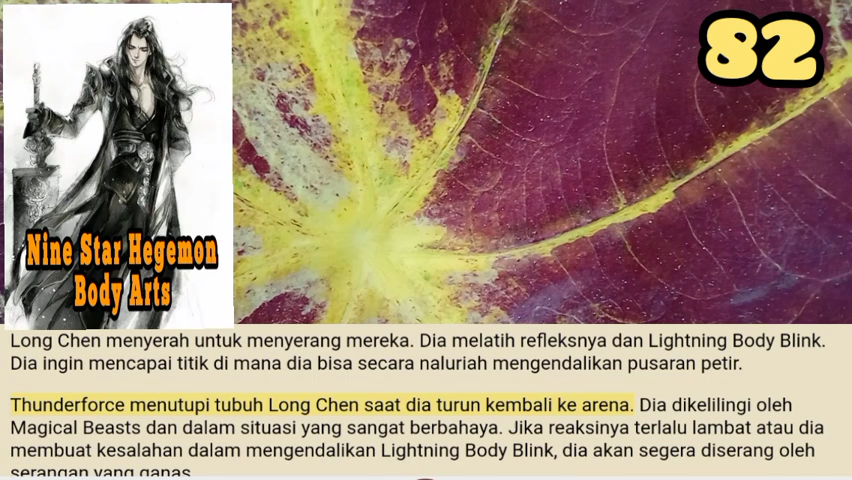 82
Nine Star Hegemon
Body Arts
Long Chen menyerah untuk menyerang mereka. Dia melatih refleksnya dan Lightning Body Blink.
Dia ingin mencapai titik di mana dia bisa secara naluriah mengendalikan pusaran petir.
Thunderforce menutupi tubuh Long Chen saat dia turun kembali ke arena. Dia dikelilingi oleh
Magical Beasts dan dalam situasi yang sangat berbahaya. Jika reaksinya terlalu lambat atau dia
membuat kesalahan dalam mengendalikan Lightning Body Blink, dia akan segera diserang oleh
serangan yang ganas